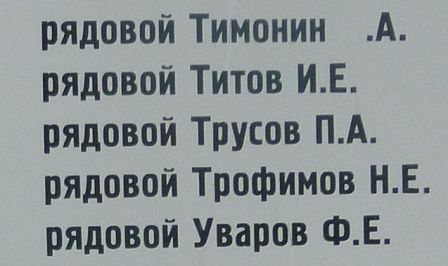 рядовой Тимонин .А.
рядовой Титов И.Е.
рядовой Трусов П.А.
рядовой Трофимов Н.Е.
рядовой Уваров Ф.Е.